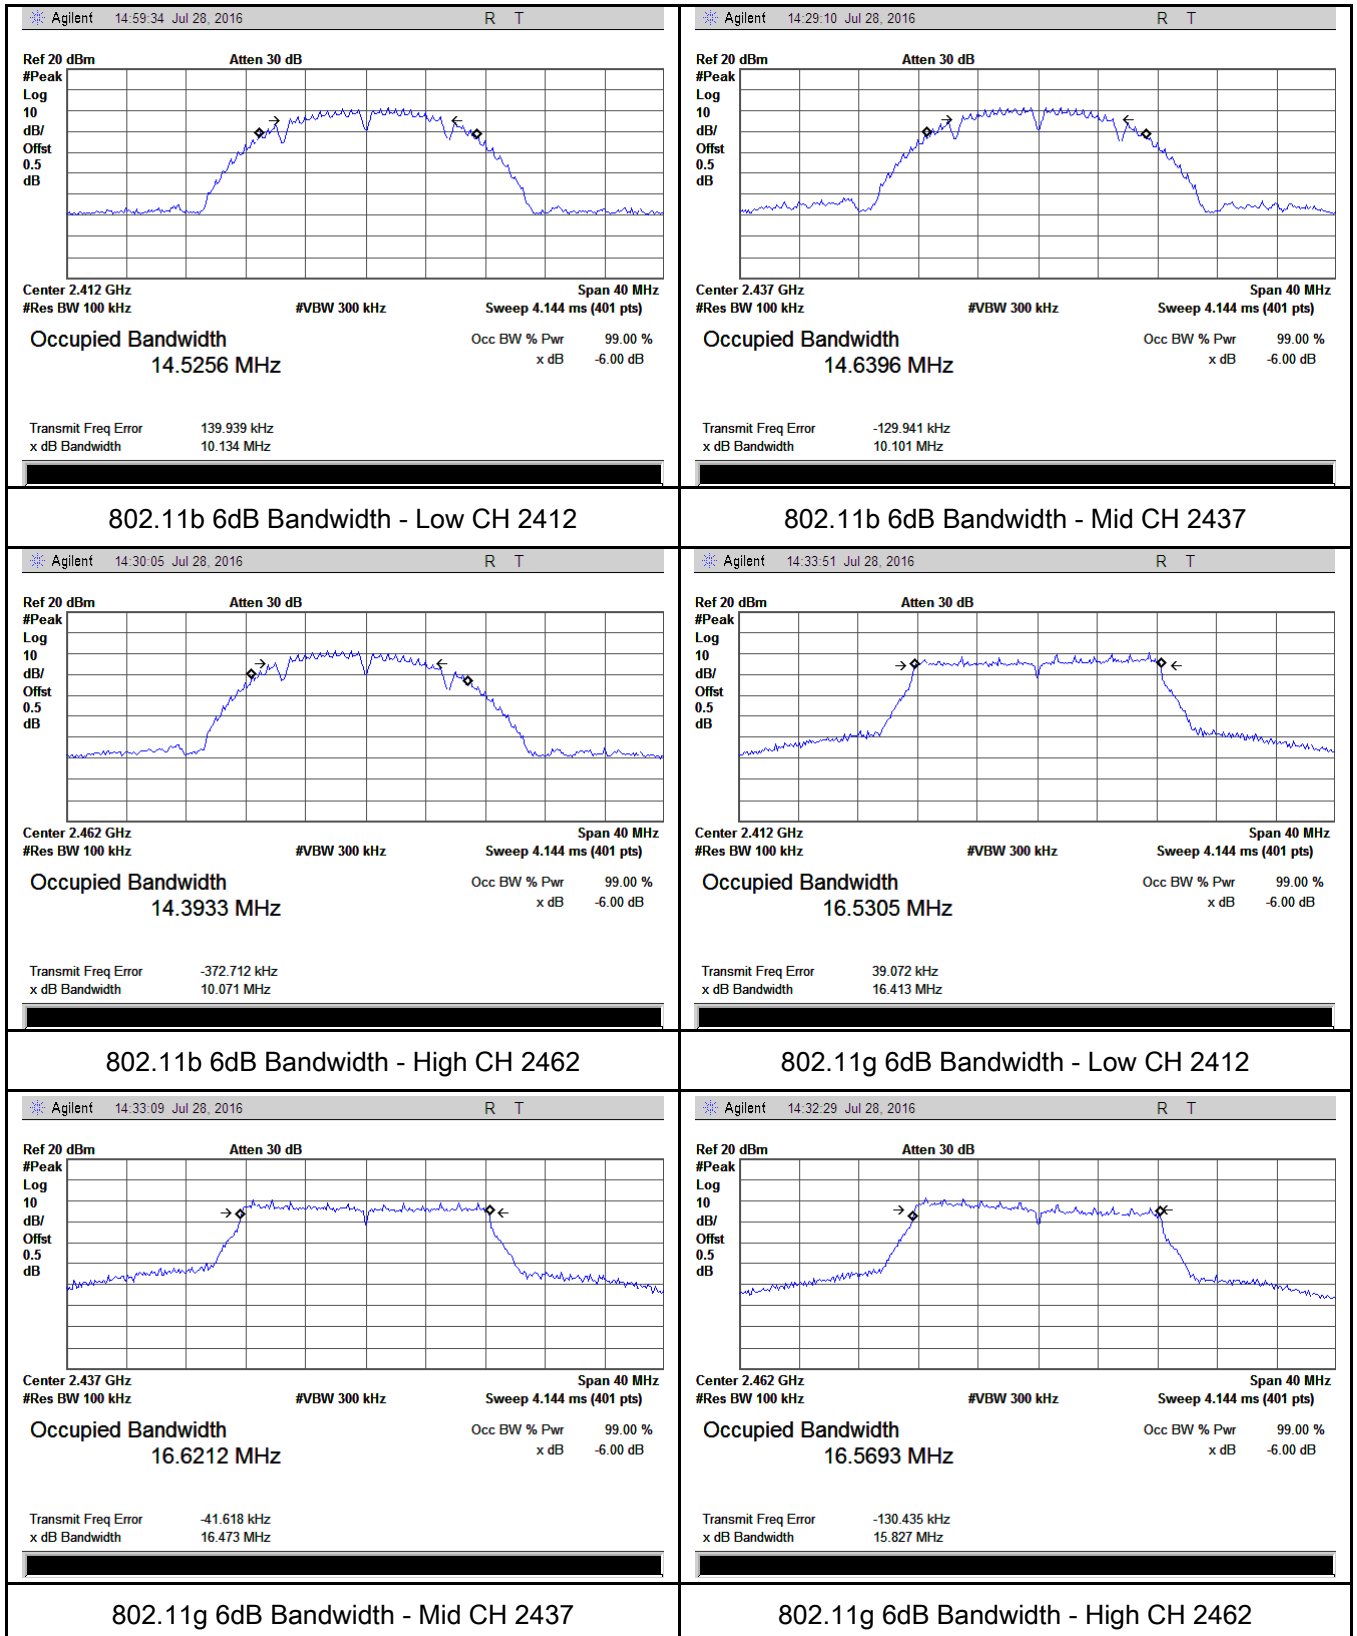 Agilent 14:59:34 Jul 28, 2016 R T
Ref 20 dBm Atten 30 dB
#Peak
Log
10
dB/
Offst
0.5
dB
Center 2.412 GHz Span 40 MHz
#Res BW 100 kHz #VBW 300 kHz Sweep 4.144 ms (401 pts)
Occupied Bandwidth Occ BW % Pwr 99.00 %
14.5256 MHz x dB -6.00 dB
Transmit Freq Error 139.939 kHz
x dB Bandwidth 10.134 MHz
802.11b 6dB Bandwidth - Low CH 2412
Agilent 14:29:10 Jul 28, 2016 R T
Ref 20 dBm Atten 30 dB
#Peak
Log
10
dB/
Offst
0.5
dB
Center 2.437 GHz Span 40 MHz
#Res BW 100 kHz #VBW 300 kHz Sweep 4.144 ms (401 pts)
Occupied Bandwidth Occ BW % Pwr 99.00 %
14.6396 MHz x dB -6.00 dB
Transmit Freq Error -129.941 kHz
x dB Bandwidth 10.101 MHz
802.11b 6dB Bandwidth - Mid CH 2437
Agilent 14:30:05 Jul 28, 2016 R T
Ref 20 dBm Atten 30 dB
#Peak
Log
10
dB/
Offst
0.5
dB
Center 2.462 GHz Span 40 MHz
#Res BW 100 kHz #VBW 300 kHz Sweep 4.144 ms (401 pts)
Occupied Bandwidth Occ BW % Pwr 99.00 %
14.3933 MHz x dB -6.00 dB
Transmit Freq Error -372.712 kHz
x dB Bandwidth 10.071 MHz
802.11b 6dB Bandwidth - High CH 2462
Agilent 14:33:51 Jul 28, 2016 R T
Ref 20 dBm Atten 30 dB
#Peak
Log
10
dB/
Offst
0.5
dB
Center 2.412 GHz Span 40 MHz
#Res BW 100 kHz #VBW 300 kHz Sweep 4.144 ms (401 pts)
Occupied Bandwidth Occ BW % Pwr 99.00 %
16.5305 MHz x dB -6.00 dB
Transmit Freq Error 39.072 kHz
x dB Bandwidth 16.413 MHz
802.11g 6dB Bandwidth - Low CH 2412
Agilent 14:33:09 Jul 28, 2016 R T
Ref 20 dBm Atten 30 dB
#Peak
Log
10
dB/
Offst
0.5
dB
Center 2.437 GHz Span 40 MHz
#Res BW 100 kHz #VBW 300 kHz Sweep 4.144 ms (401 pts)
Occupied Bandwidth Occ BW % Pwr 99.00 %
16.6212 MHz x dB -6.00 dB
Transmit Freq Error -41.618 kHz
x dB Bandwidth 16.473 MHz
802.11g 6dB Bandwidth - Mid CH 2437
Agilent 14:32:29 Jul 28, 2016 R T
Ref 20 dBm Atten 30 dB
#Peak
Log
10
dB/
Offst
0.5
dB
Center 2.462 GHz Span 40 MHz
#Res BW 100 kHz #VBW 300 kHz Sweep 4.144 ms (401 pts)
Occupied Bandwidth Occ BW % Pwr 99.00 %
16.5693 MHz x dB -6.00 dB
Transmit Freq Error -130.435 kHz
x dB Bandwidth 15.827 MHz
802.11g 6dB Bandwidth - High CH 2462